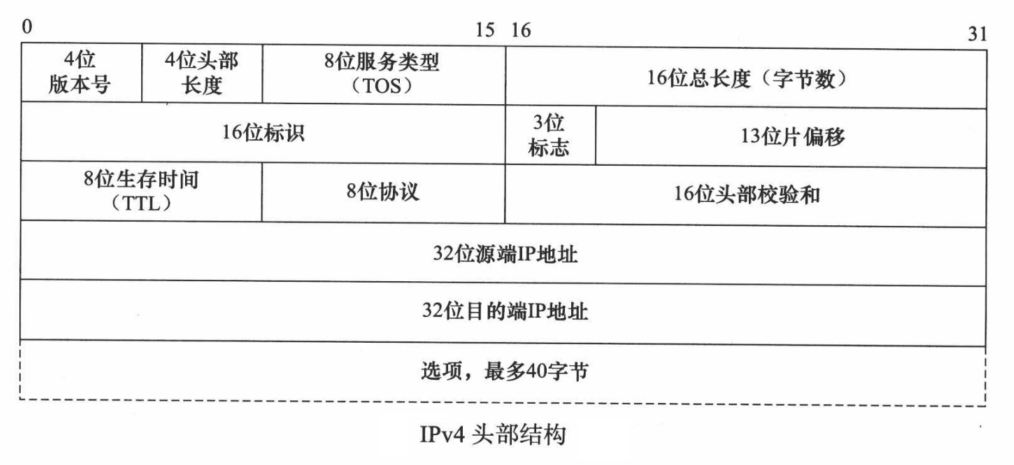 0 15 16 31
4位
版本号
4位头部
长度
8位服务类型
（TOS）
16位总长度（字节数）
16位标识
3位
标志
13位片偏移
8位生存时间
（TTL）
8位协议
16位头部校验和
32位源端IP地址
32位目的端IP地址
选项，最多40字节
IPv4 头部结构